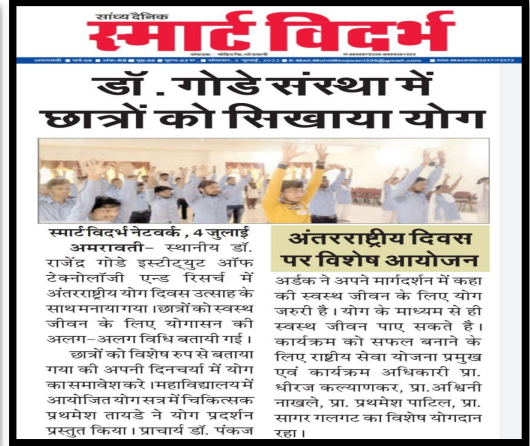 सांध्य दैनिक
स्मार्ट विदर्भ
डॉ. गोडे संस्था में
छात्रों को सिखाया योग
स्मार्ट विदर्भ नेटवर्क, 4 जुलाई
अमरावती– स्थानीय डॉ.
राजेंद्र गोडे इस्टीट्युट ऑफ
टेक्नोलॉजी एन्ड रिसर्च में
अंतरराष्ट्रीय योग दिवस उत्साह के
साथ मनाया गया। छात्रों को स्वस्थ
जीवन के लिए योगासन की
अलग–अलग विधि बतायी गई।
छात्रों को विशेष रुप से बताया
गया की अपनी दिनचर्या में योग
का समावेश करे। महाविद्यालय में
आयोजित योग सत्र में चिकित्सक
प्रथमेश तायडे ने योग प्रदर्शन
प्रस्तुत किया। प्राचार्य डॉ. पंकज
अंतरराष्ट्रीय दिवस
पर विशेष आयोजन
अर्डक ने अपने मार्गदर्शन में कहा
की स्वस्थ जीवन के लिए योग
जरुरी है। योग के माध्यम से ही
स्वस्थ जीवन पाए सकते है।
कार्यक्रम को सफल बनाने के
लिए राष्ट्रीय सेवा योजना प्रमुख
एवं कार्यक्रम अधिकारी प्रा.
धीरज कल्याणकर, प्रा.अश्विनी
नाखले, प्रा. प्रथमेश पाटिल, प्रा.
सागर गलगट का विशेष योगदान
रहा।